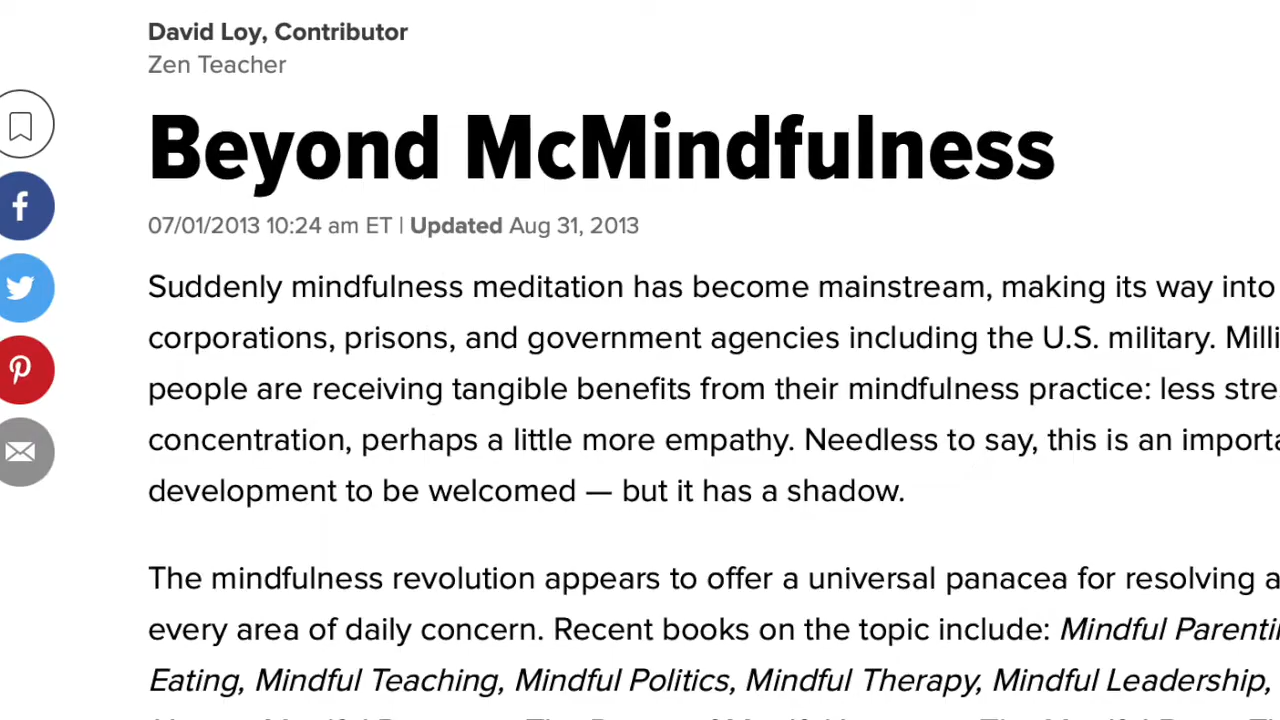 David Loy, Contributor
Zen Teacher
Beyond McMindfulness
07/01/2013 10:24 am ET | Updated Aug 31, 2013
Suddenly mindfulness meditation has become mainstream, making its way into
corporations, prisons, and government agencies including the U.S. military.
people are receiving tangible benefits from their mindfulness practice: less
concentration, perhaps a little more empathy. Needless to say, this is an
development to be welcomed — but it has a shadow.
The mindfulness revolution appears to offer a universal panacea for resolving
every area of daily concern. Recent books on the topic include: Mindful
Eating, Mindful Teaching, Mindful Politics, Mindful Therapy, Mindful Leadership,